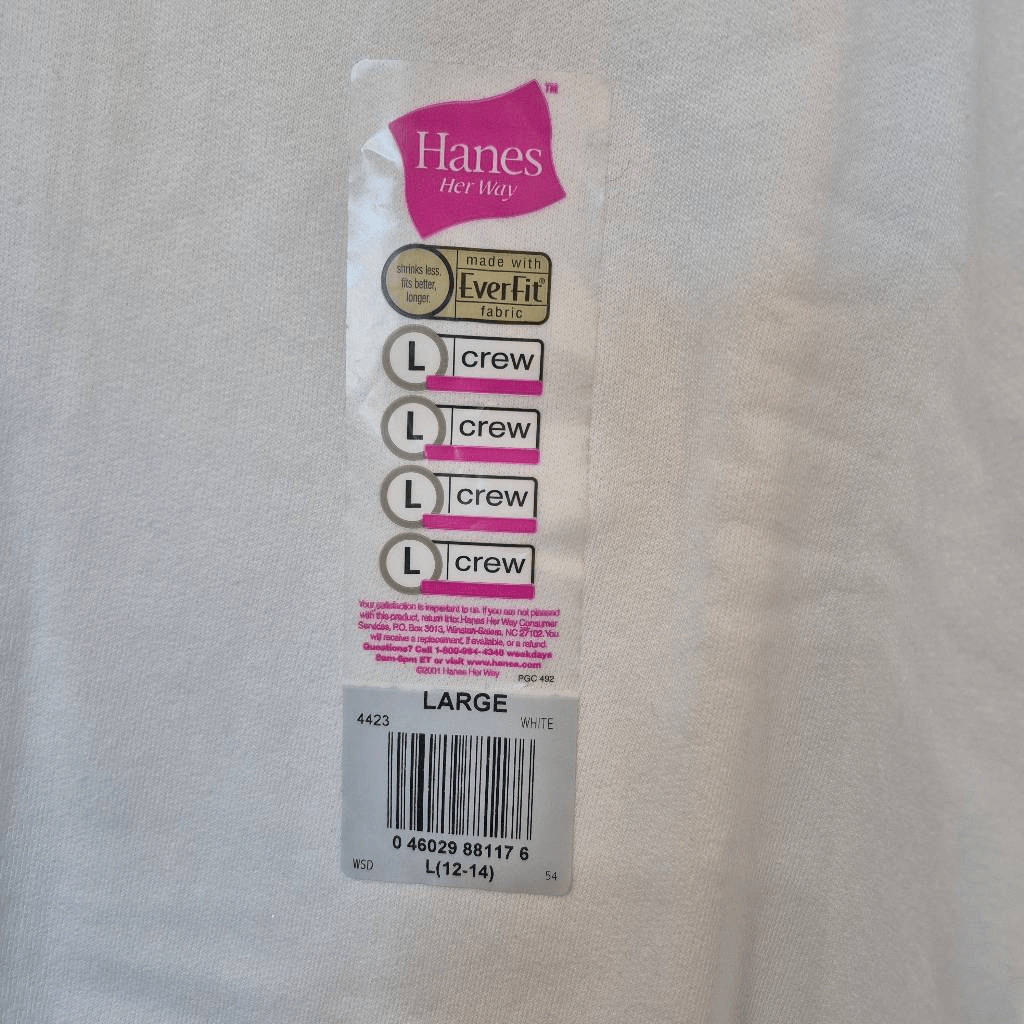 Hanes
TM
Her Way
shrinks less.
fits better,
longer.
made with
EverFit®
fabric
L crew
L crew
L crew
L crew
Your satisfaction is important to us. If you are not pleased
with this product, return it to: Hanes Her Way Consumer
Services, P.O. Box 3013, Winston-Salem, NC 27102. You
will receive a replacement, if available, or a refund.
Questions? Call 1-800-994-4348 weekdays
8am-5pm ET or visit www.hanes.com
©2001 Hanes Her Way
PGC 492
LARGE
4423 WHITE
0 46029 88117 6
WSD L(12-14) 54